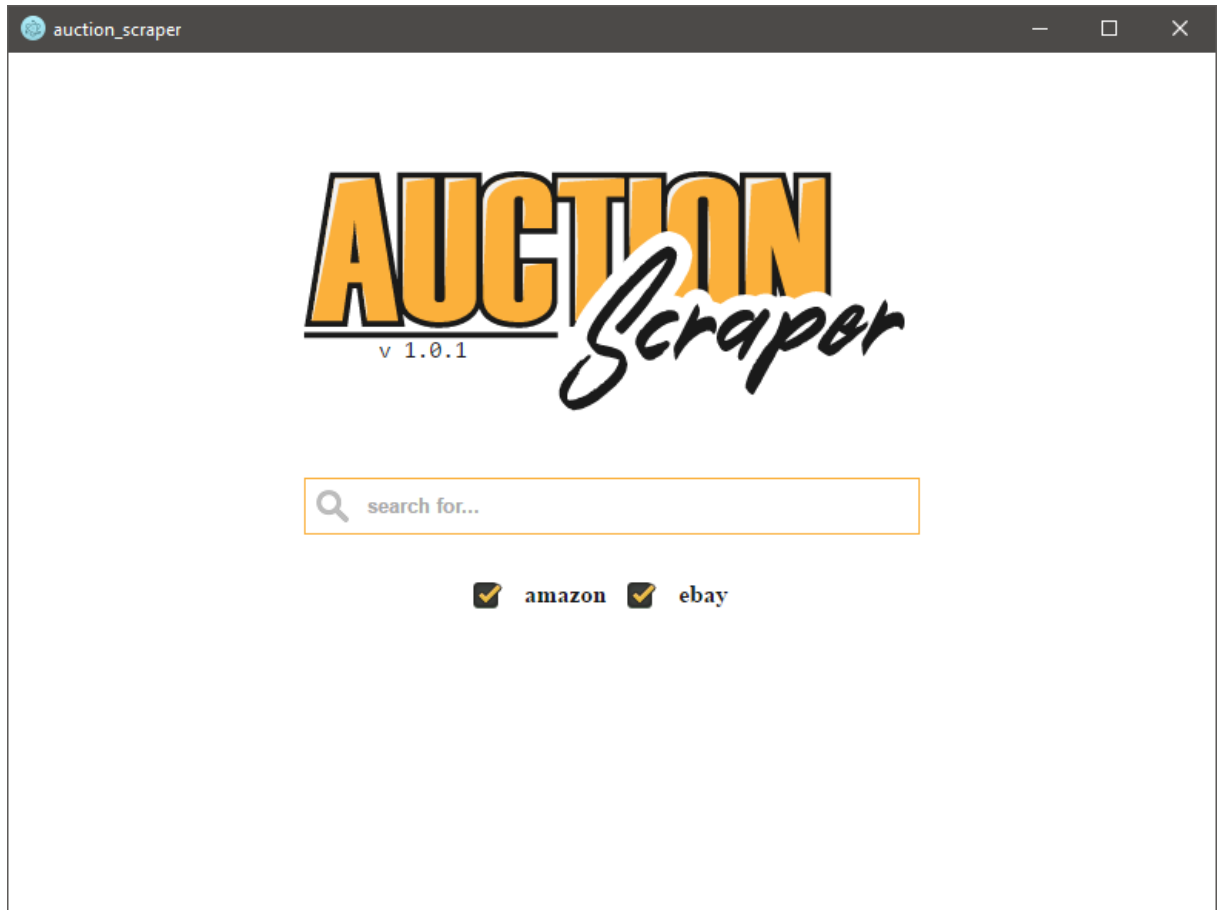 auction_scraper
AUCTION
Scraper
v 1.0.1
search for...
amazon ebay